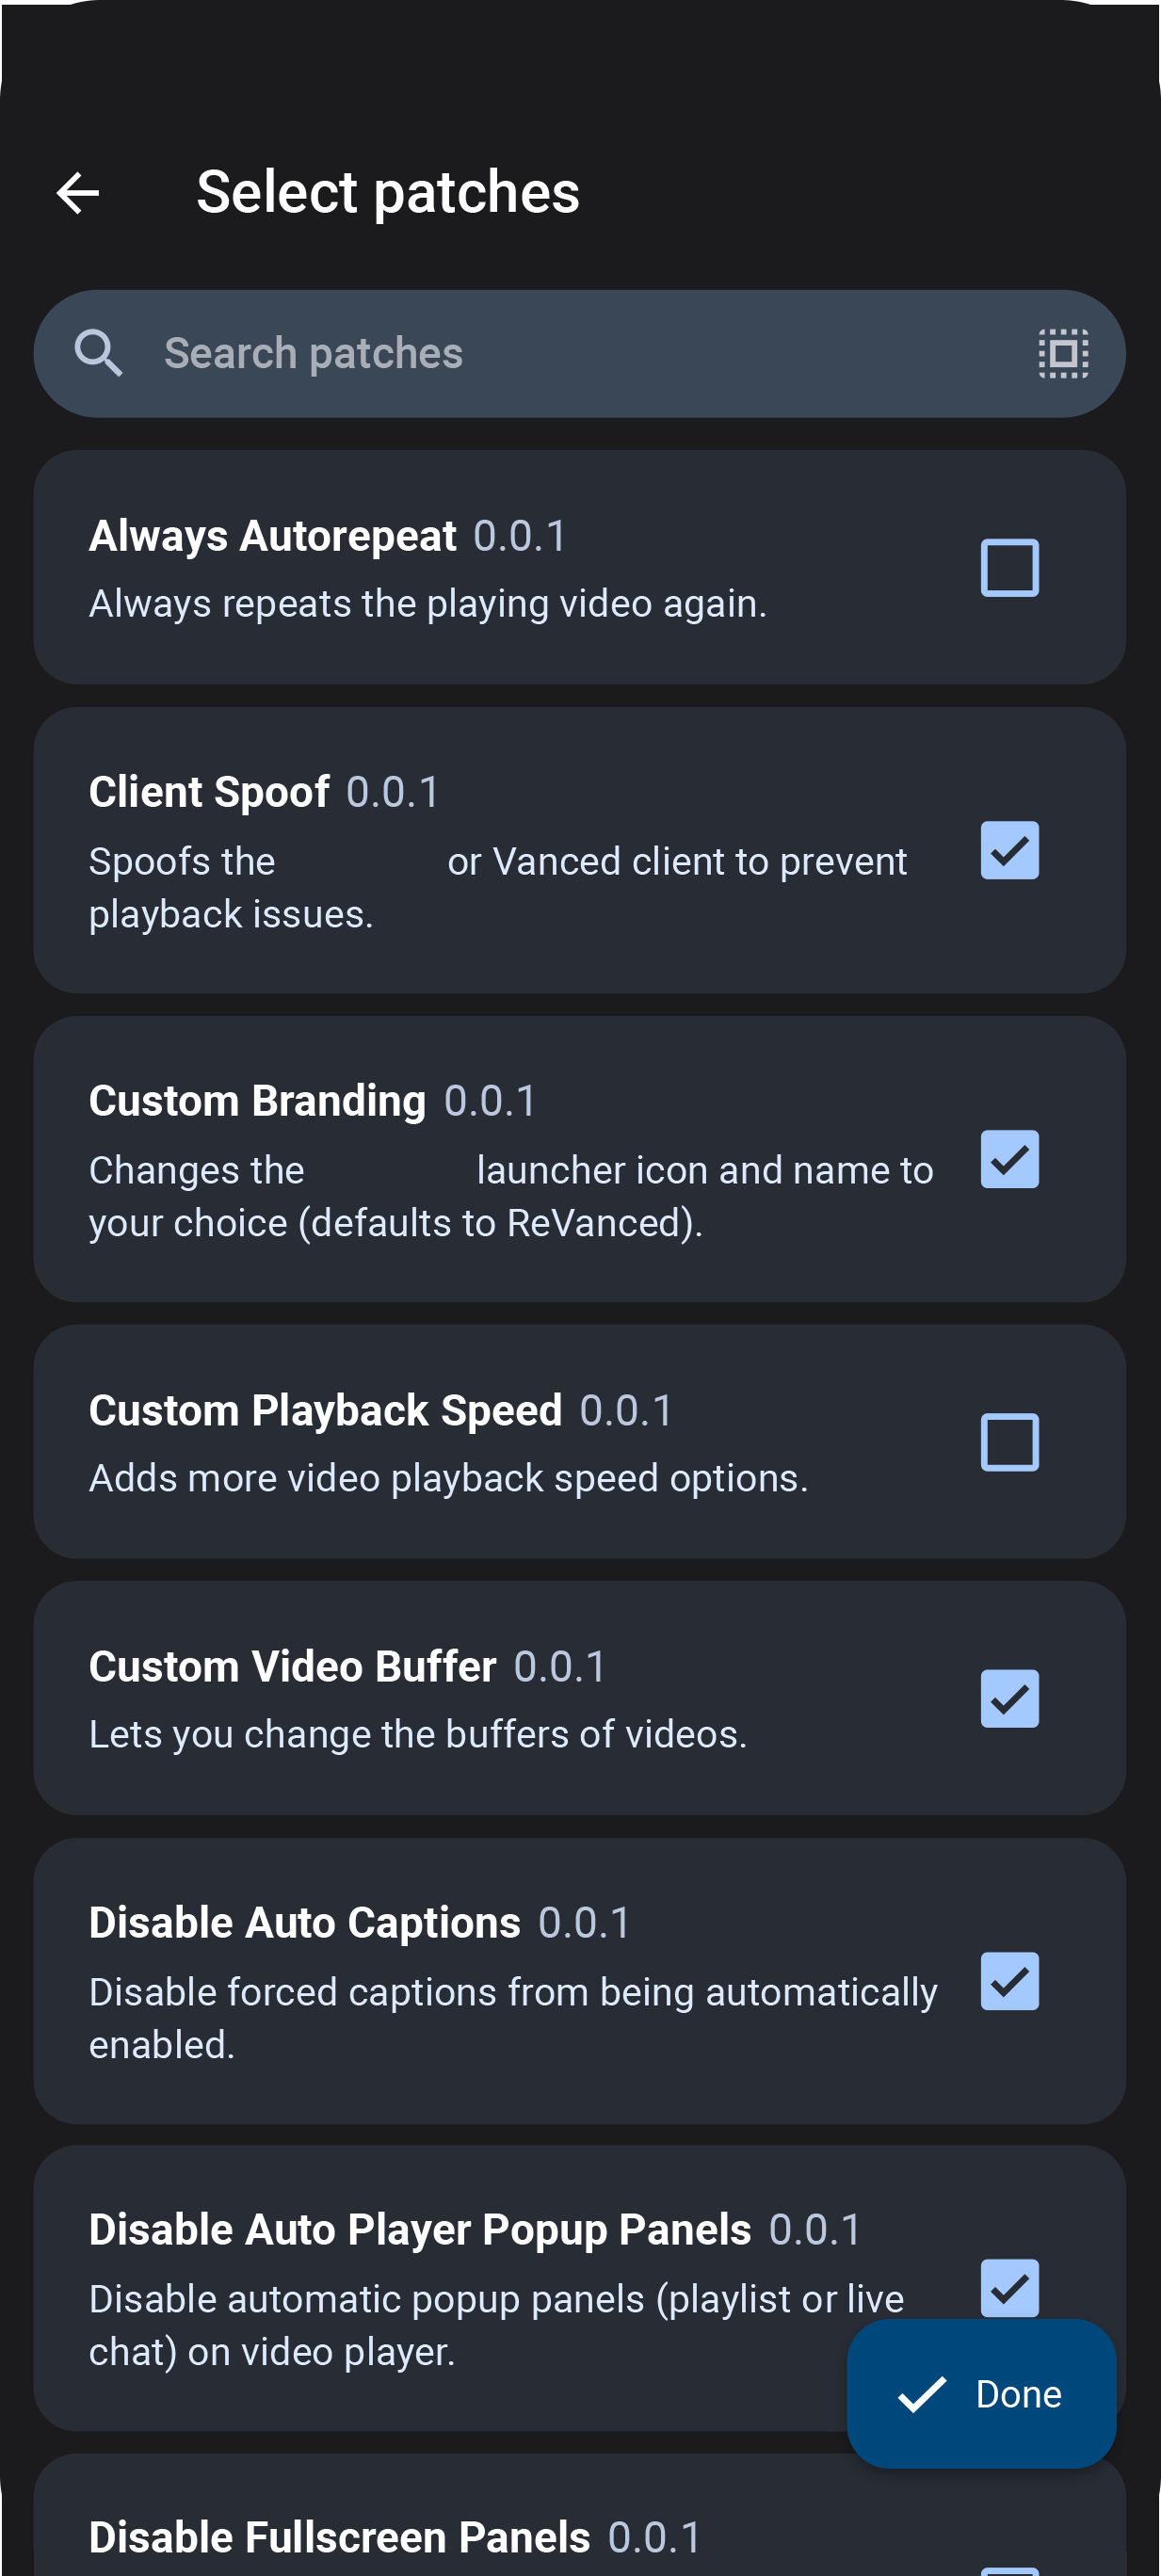 Select patches
Search patches
Always Autorepeat 0.0.1
Always repeats the playing video again.
Client Spoof 0.0.1
Spoofs the or Vanced client to prevent
playback issues.
Custom Branding 0.0.1
Changes the launcher icon and name to
your choice (defaults to ReVanced).
Custom Playback Speed 0.0.1
Adds more video playback speed options.
Custom Video Buffer 0.0.1
Lets you change the buffers of videos.
Disable Auto Captions 0.0.1
Disable forced captions from being automatically
enabled.
Disable Auto Player Popup Panels 0.0.1
Disable automatic popup panels (playlist or live
chat) on video player.
Done
Disable Fullscreen Panels 0.0.1